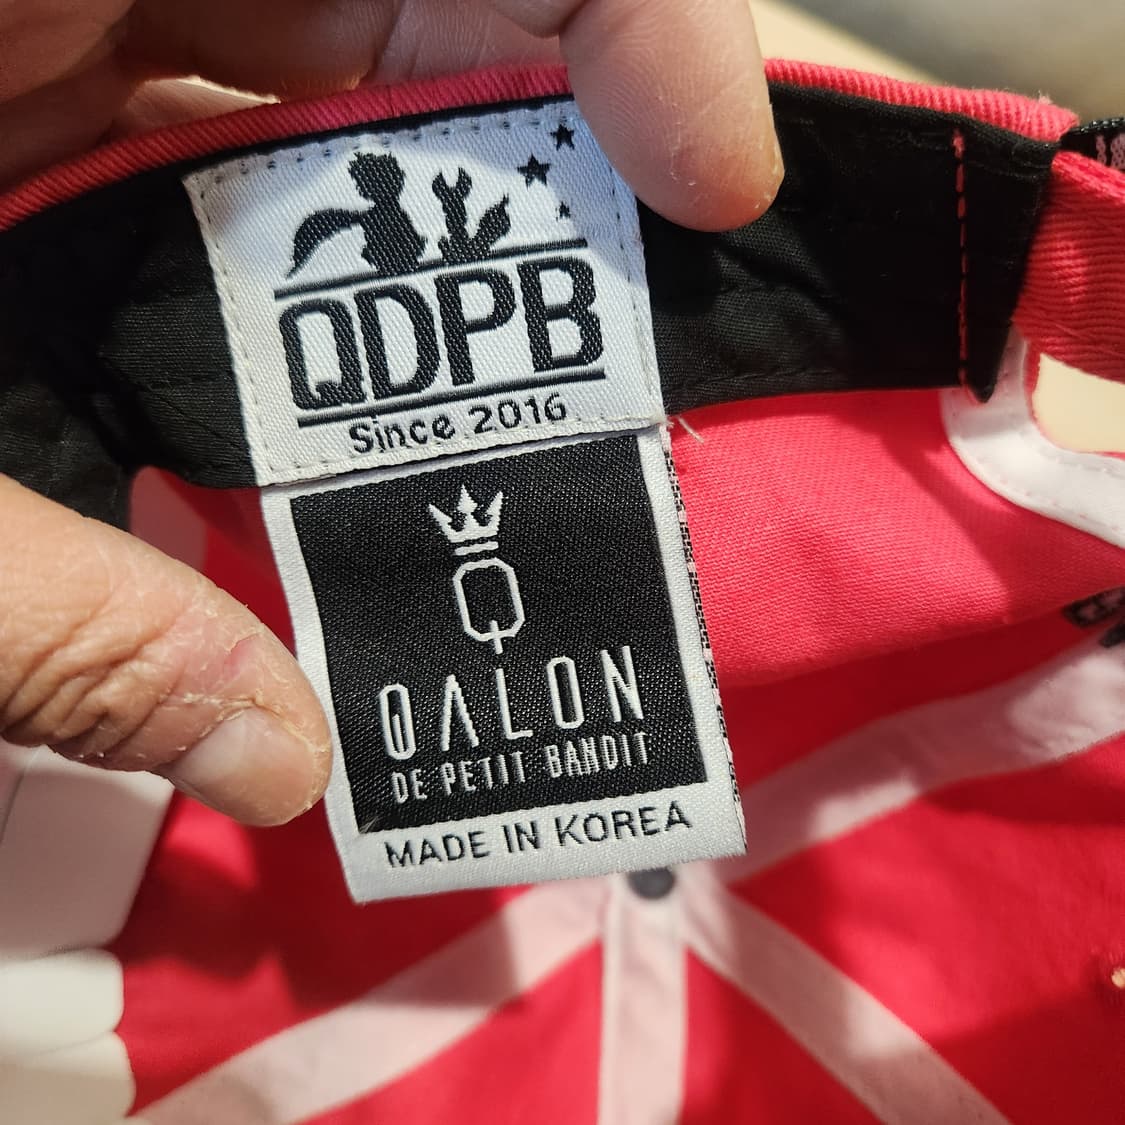 QDPB
Since 2016
Q
QALON
DE PETIT BANDIT
MADE IN KOREA